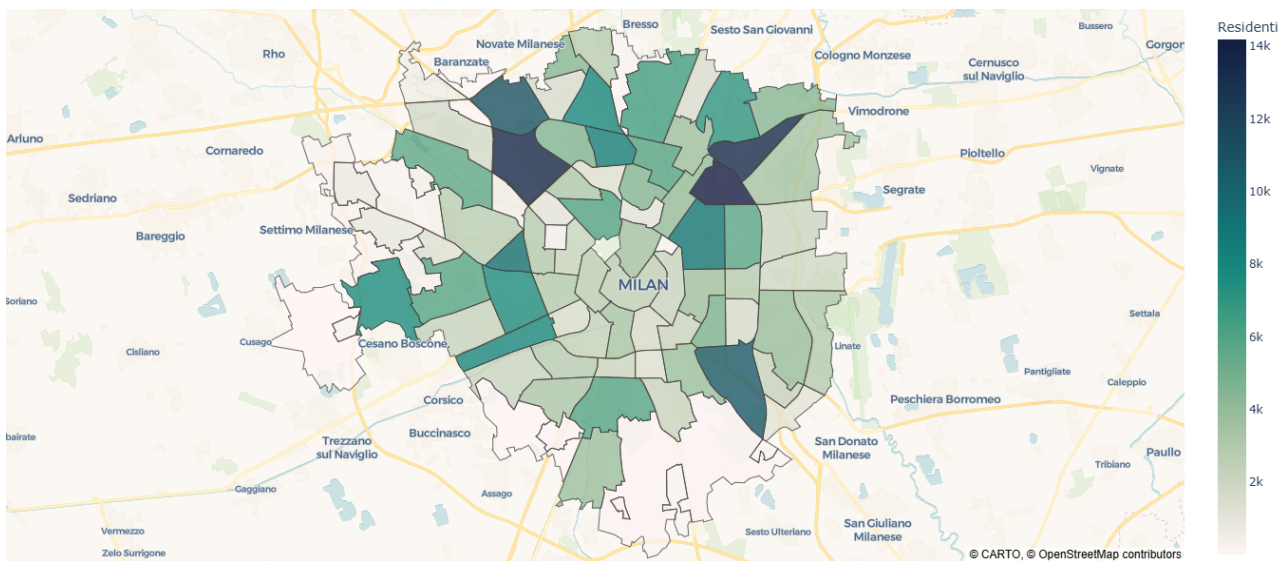 Bresso
Sesto San Giovanni
Bussero
Residenti
Rho
Novate Milanese
Baranzate
Cologno Monzese
Cernusco
sul Naviglio
Gorgon
14k
Vimodrone
12k
Arluno
Cornaredo
Pioltello
Vignate
10k
Sedriano
Segrate
Bareggio
Settimo Milanese
8k
MILAN
Soriano
Settala
6k
Cusago
Cesano Boscone
Linate
Cisliano
Pantigliate
Caleppio
4k
Corsico
Peschiera Borromeo
Buccinasco
bairate
Trezzano
sul Naviglio
San Donato
Milanese
Paullo
Tribiano
2k
Gaggiano
Assago
Vermezzo
Sesto Ulteriano
San Giuliano
Milanese
Zelo Surrigone
© CARTO, © OpenStreetMap contributors